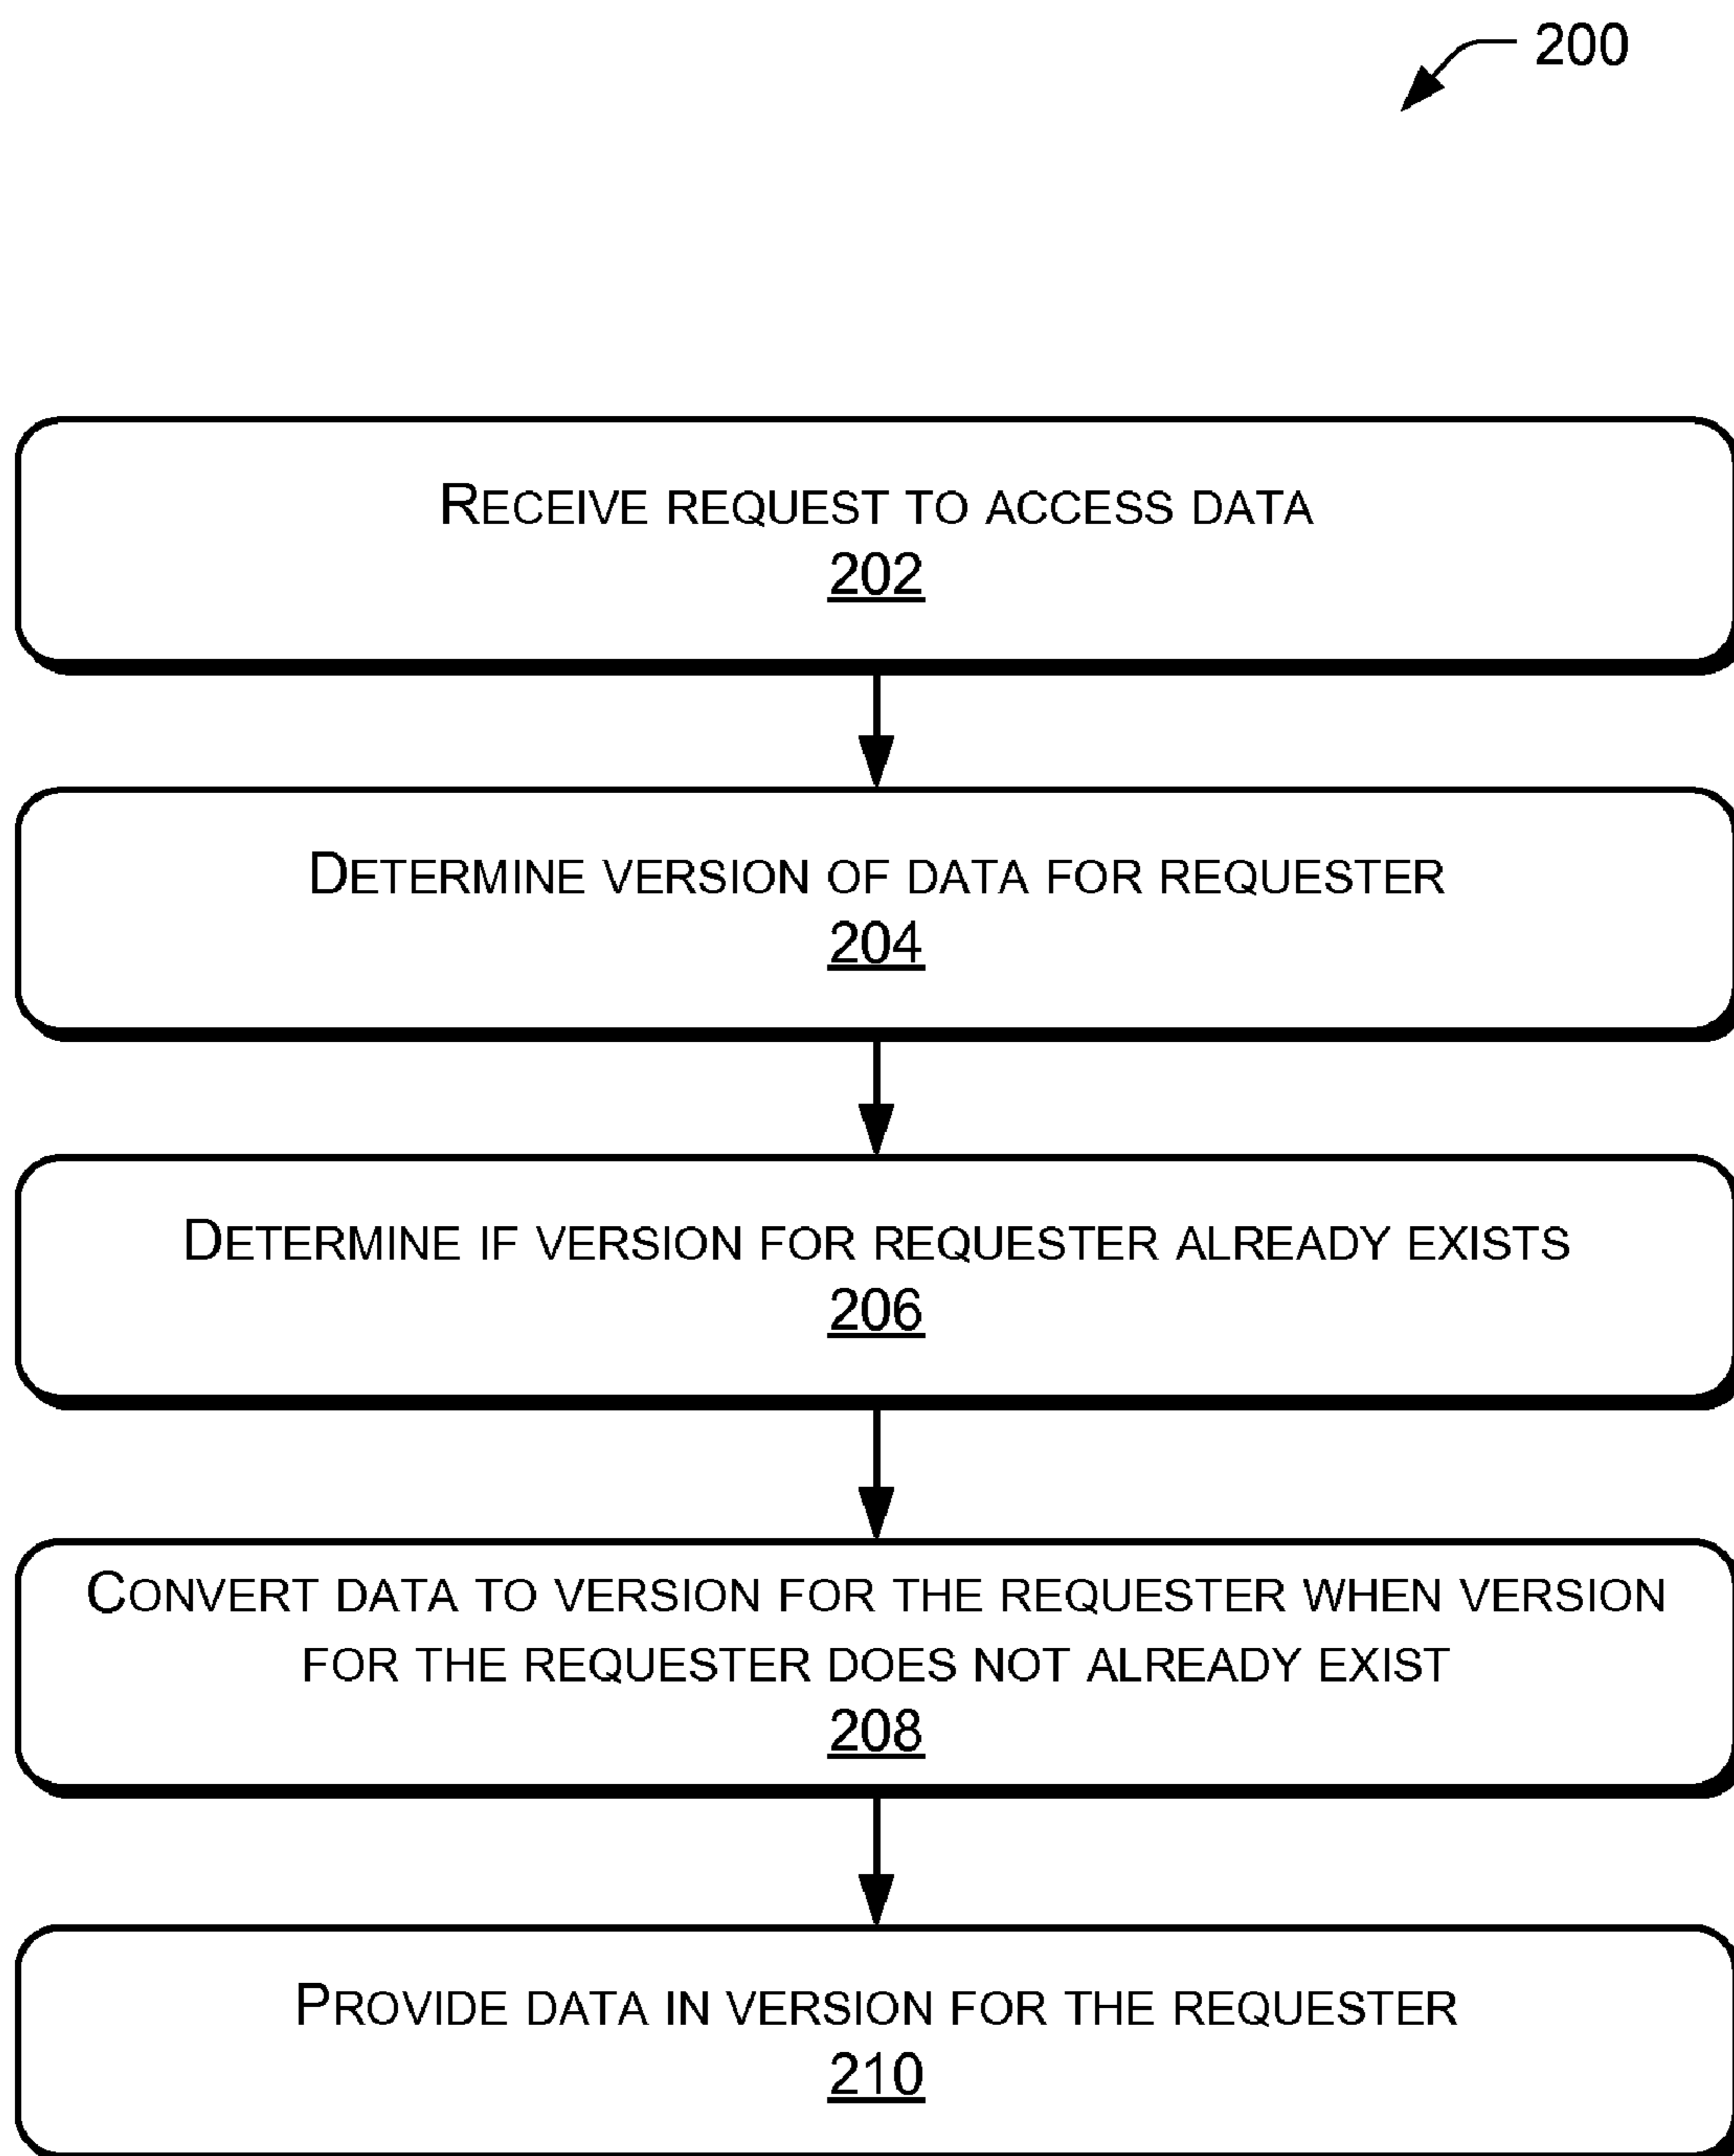 200
RECEIVE REQUEST TO ACCESS DATA
202
DETERMINE VERSION OF DATA FOR REQUESTER
204
DETERMINE IF VERSION FOR REQUESTER ALREADY EXISTS
206
CONVERT DATA TO VERSION FOR THE REQUESTER WHEN VERSION
FOR THE REQUESTER DOES NOT ALREADY EXIST
208
PROVIDE DATA IN VERSION FOR THE REQUESTER
210